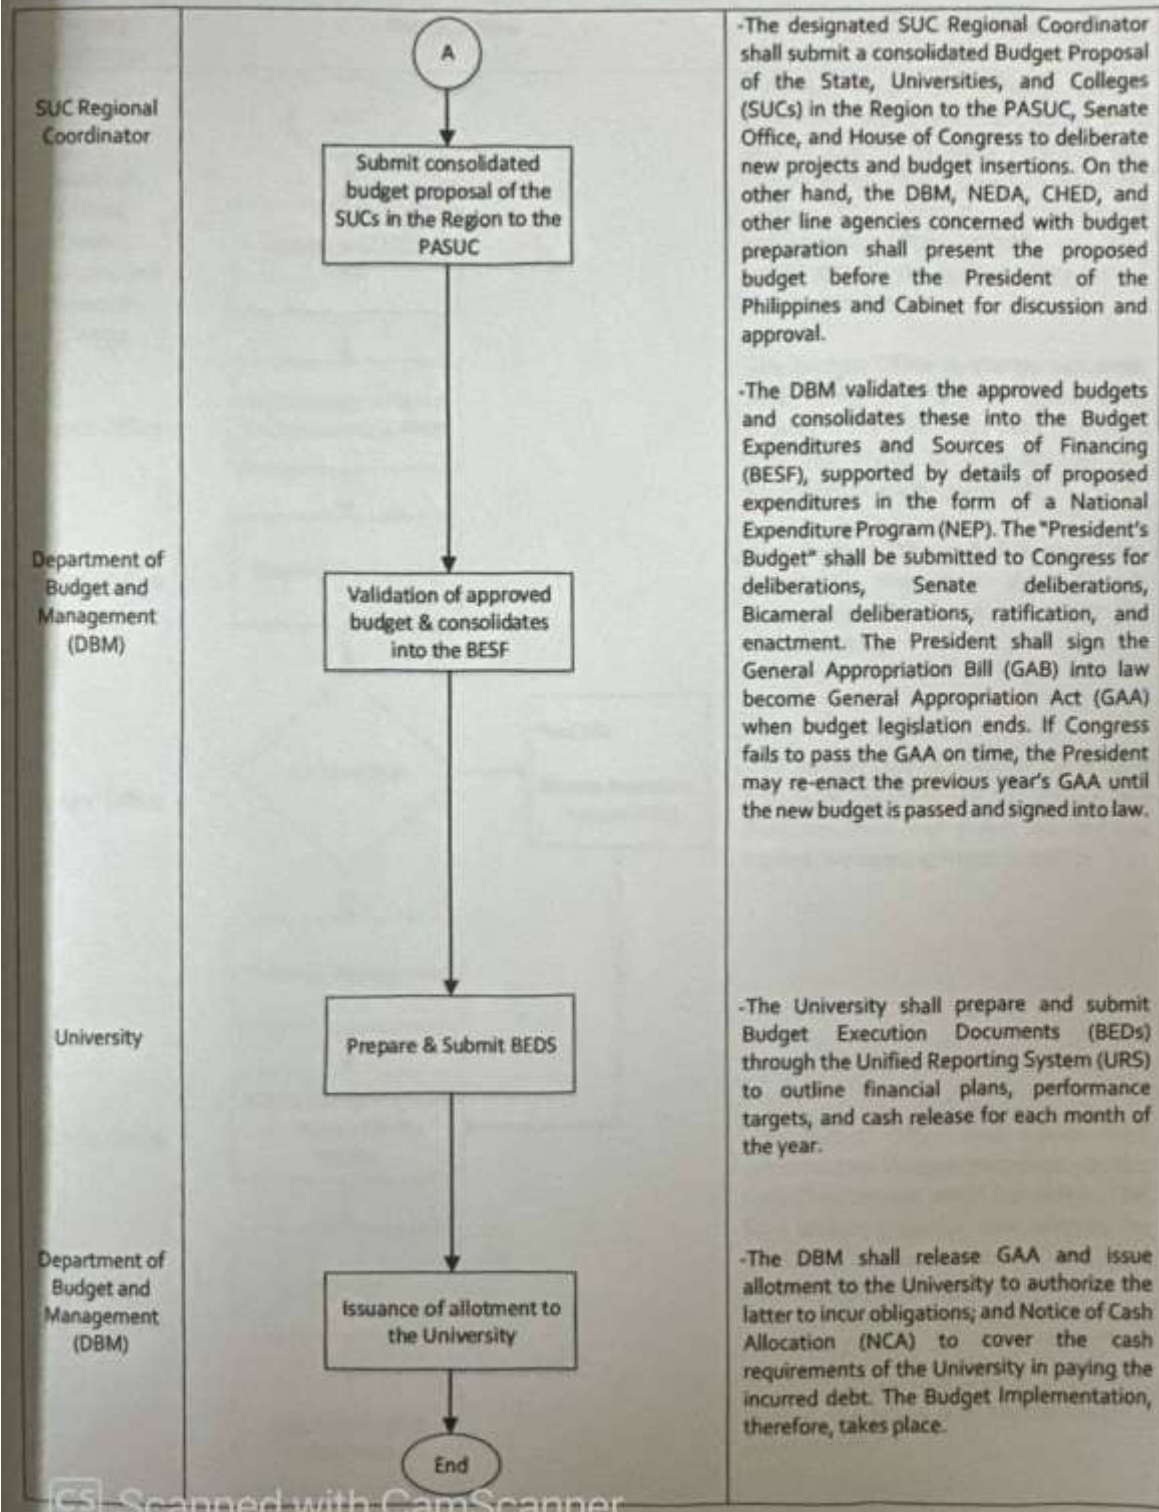 A
SUC Regional
Coordinator
Submit consolidated
budget proposal of the
SUCs in the Region to the
PASUC
-The designated SUC Regional Coordinator
shall submit a consolidated Budget Proposal
of the State, Universities, and Colleges
(SUCs) in the Region to the PASUC, Senate
Office, and House of Congress to deliberate
new projects and budget insertions. On the
other hand, the DBM, NEDA, CHED, and
other line agencies concerned with budget
preparation shall present the proposed
budget before the President of the
Philippines and Cabinet for discussion and
approval.
Department of
Budget and
Management
(DBM)
Validation of approved
budget & consolidates
into the BESF
-The DBM validates the approved budgets
and consolidates these into the Budget
Expenditures and Sources of Financing
(BESF), supported by details of proposed
expenditures in the form of a National
Expenditure Program (NEP). The "President's
Budget" shall be submitted to Congress for
deliberations, Senate deliberations,
Bicameral deliberations, ratification, and
enactment. The President shall sign the
General Appropriation Bill (GAB) into law
become General Appropriation Act (GAA)
when budget legislation ends. If Congress
fails to pass the GAA on time, the President
may re-enact the previous year's GAA until
the new budget is passed and signed into law.
University
Prepare & Submit BEDS
-The University shall prepare and submit
Budget Execution Documents (BEDs)
through the Unified Reporting System (URS)
to outline financial plans, performance
targets, and cash release for each month of
the year.
Department of
Budget and
Management
(DBM)
Issuance of allotment to
the University
-The DBM shall release GAA and issue
allotment to the University to authorize the
latter to incur obligations; and Notice of Cash
Allocation (NCA) to cover the cash
requirements of the University in paying the
incurred debt. The Budget Implementation,
therefore, takes place.
End
CS Scanned with CamScanner